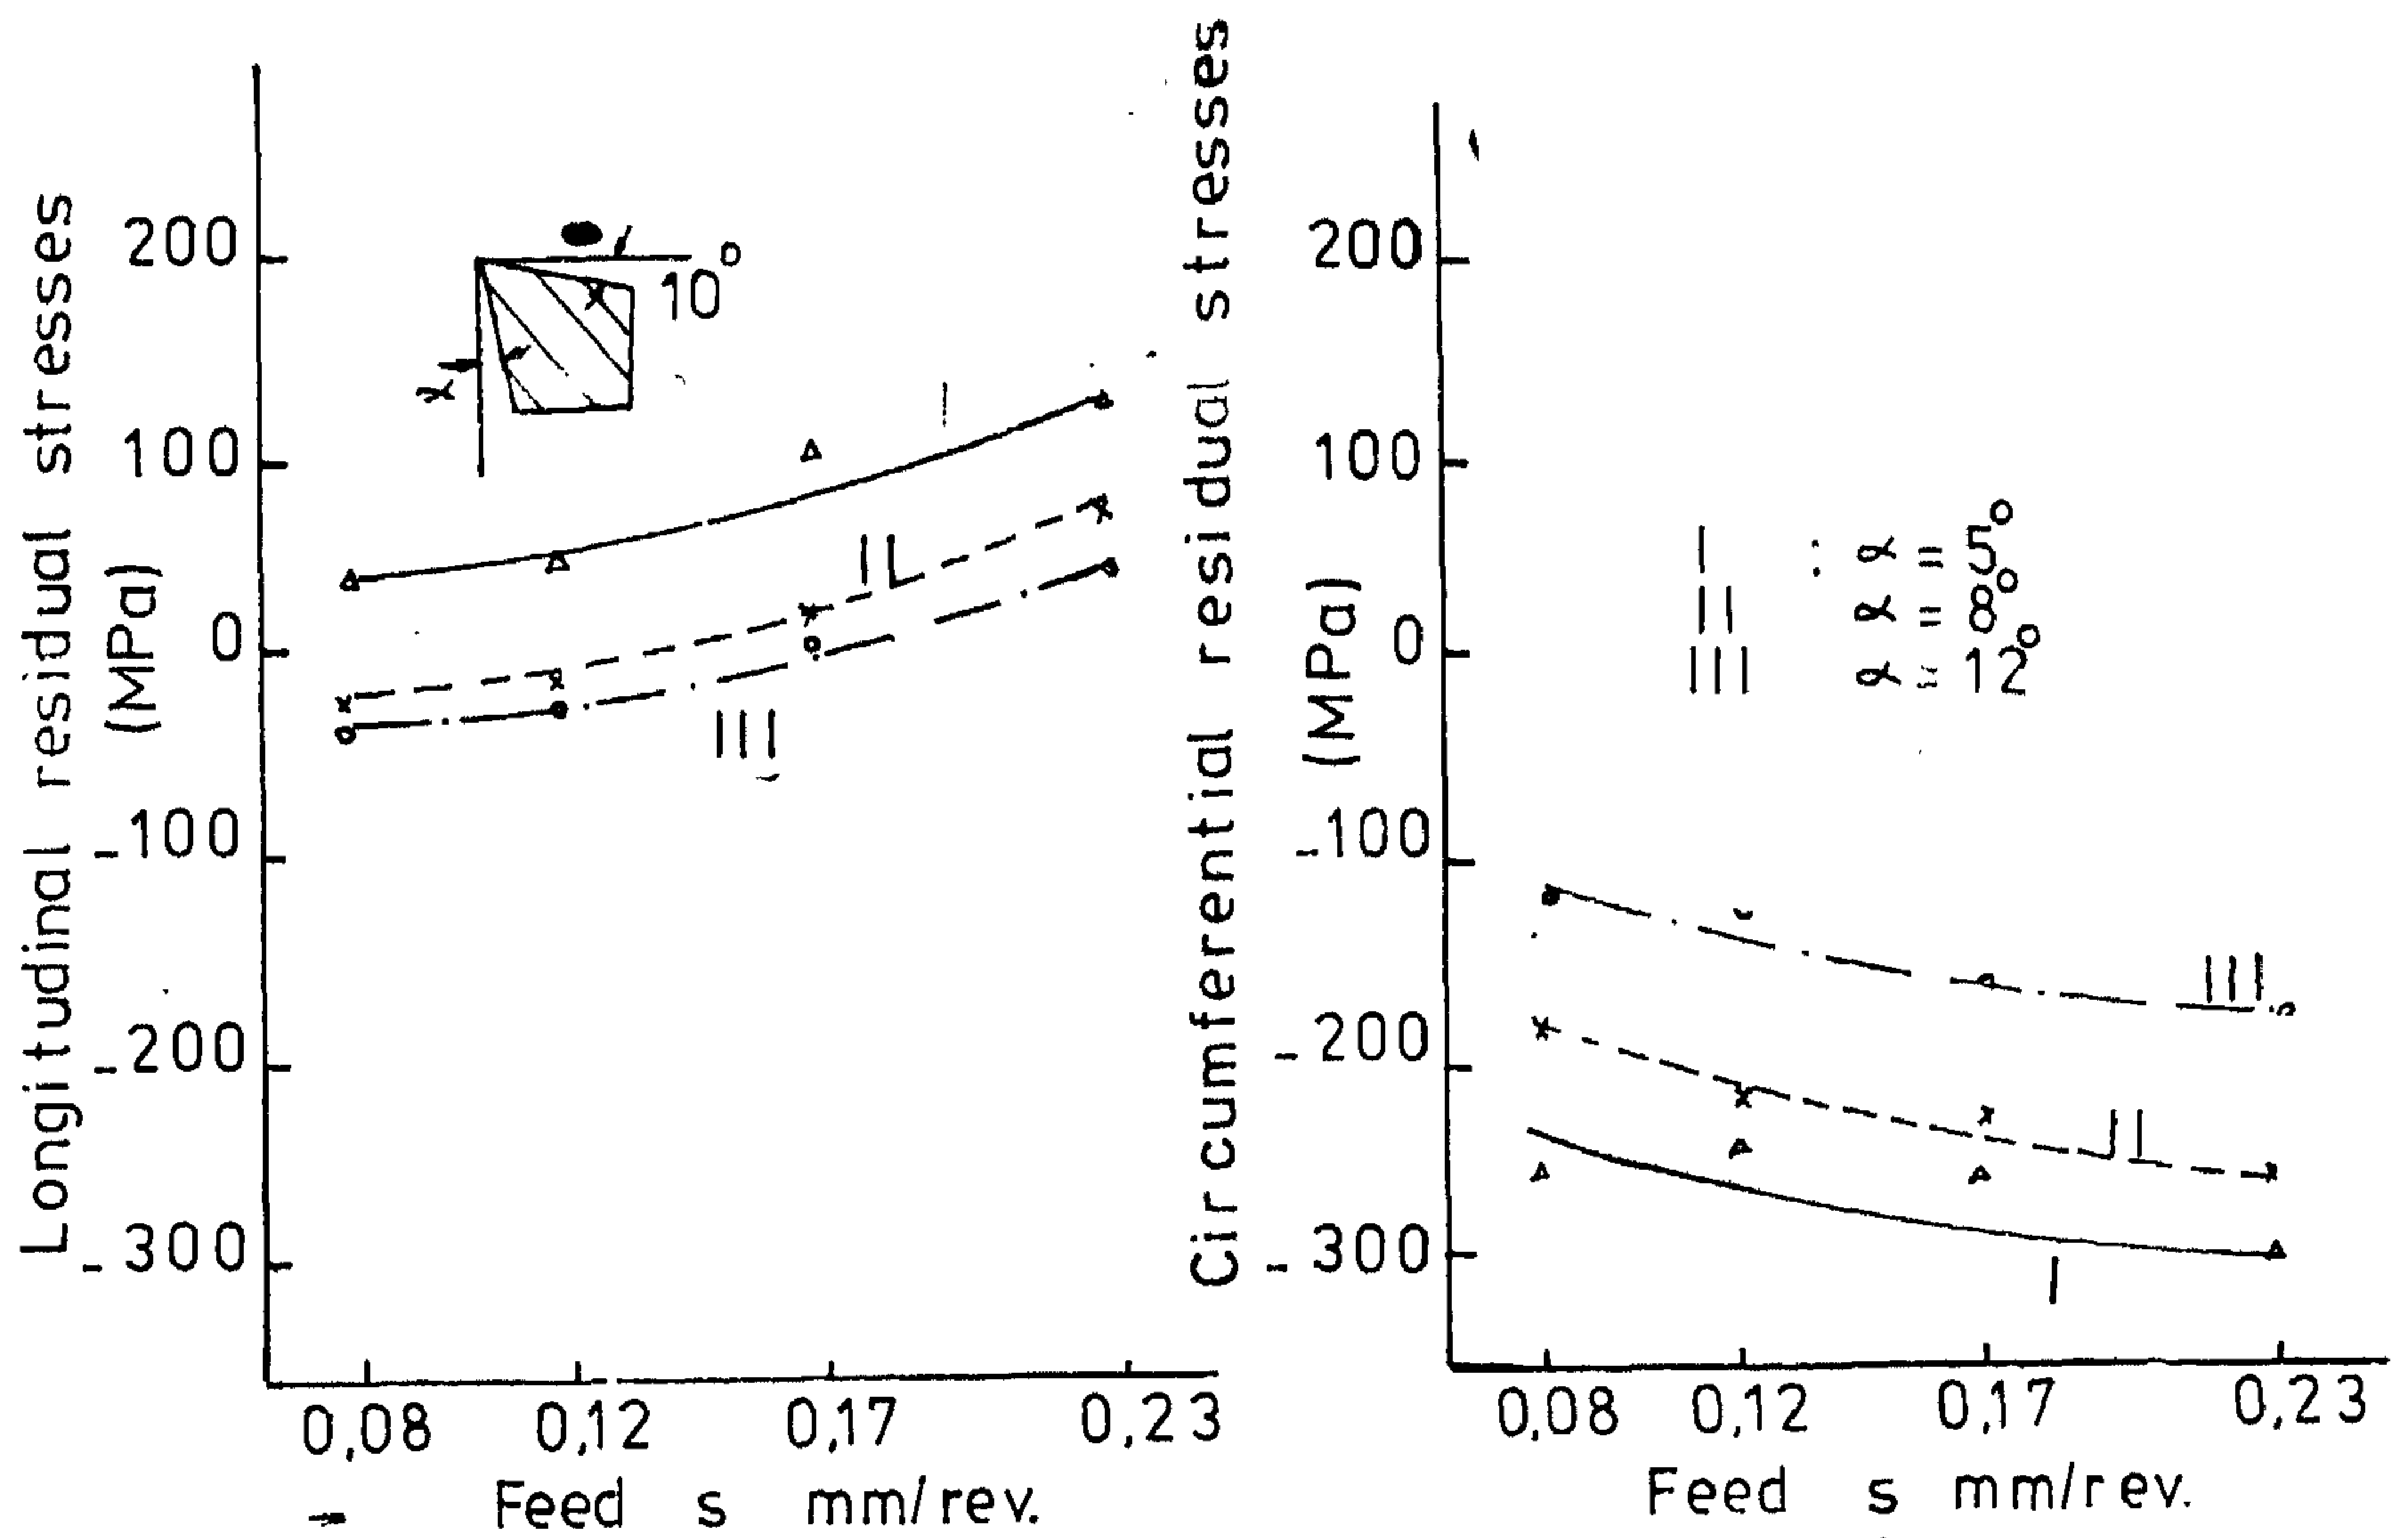 Longitudinal residual stresses
(MPa)
200
100
0
-100
-200
-300
10°
α
I
II
III
0,08 0,12 0,17 0,23
Feed s mm/rev.
Circumferential residual stresses
(MPa)
200
100
0
-100
-200
-300
I : α = 5°
II α = 8°
III α = 12°
III
II
I
0,08 0,12 0,17 0,23
Feed s mm/rev.